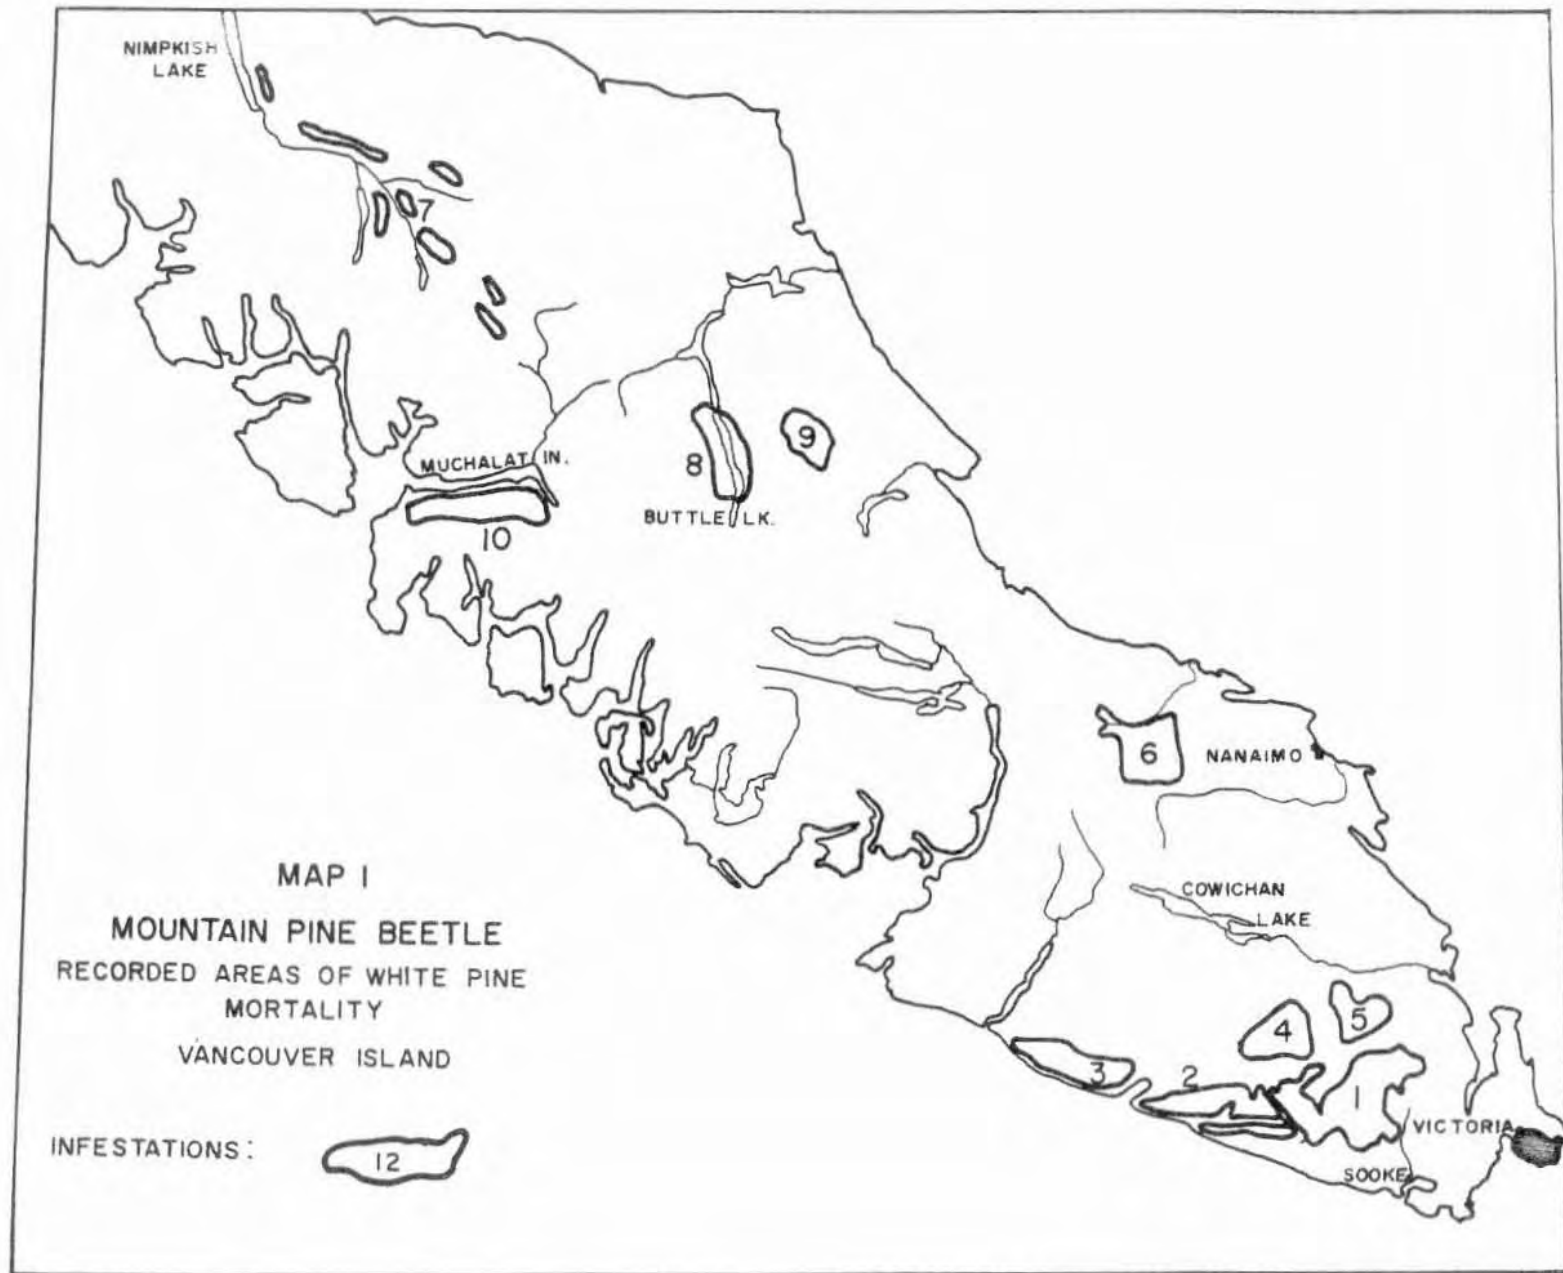 NIMPKISH
LAKE
7
9
8
MUCHALAT IN.
BUTTLE LK.
10
6
NANAIMO
MAP I
MOUNTAIN PINE BEETLE
RECORDED AREAS OF WHITE PINE
MORTALITY
VANCOUVER ISLAND
COWICHAN
LAKE
5
4
3
2
1
VICTORIA
SOOKE
INFESTATIONS:
12